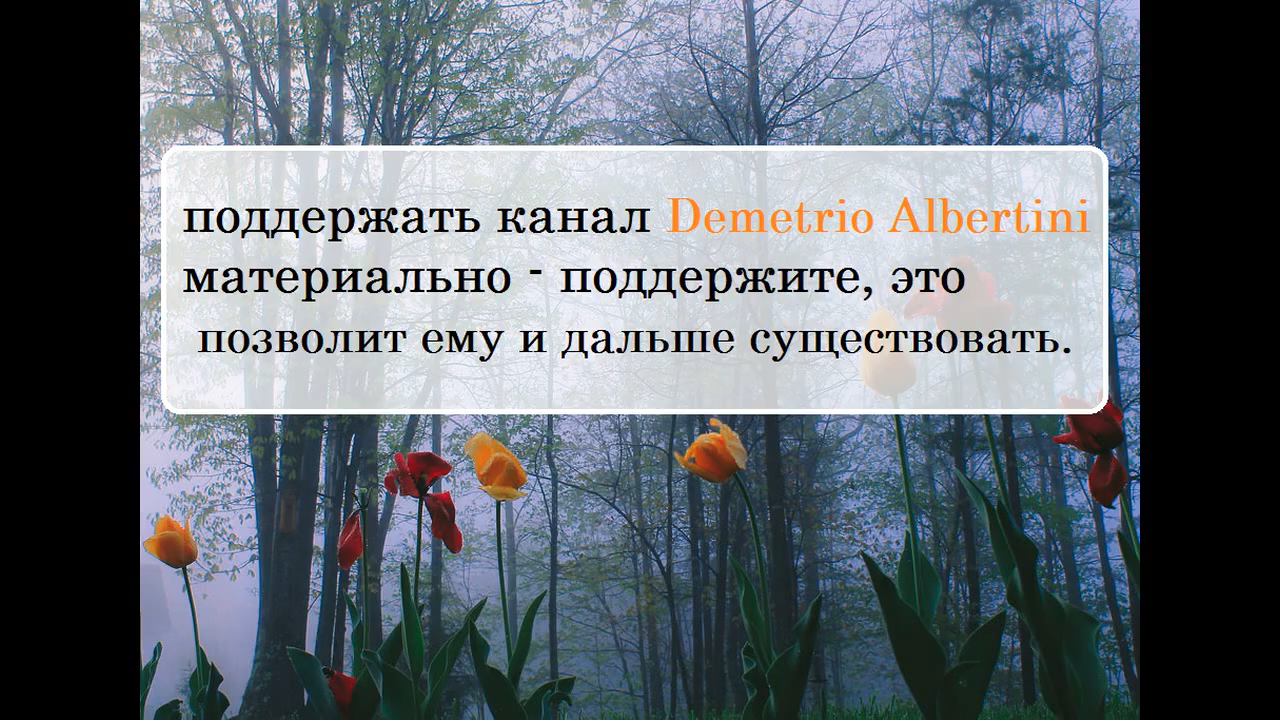 поддержать канал Demetrio Albertini
материально - поддержите, это
позволит ему и дальше существовать.